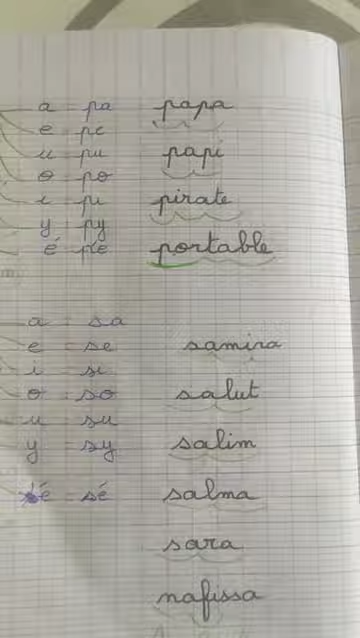 a = pa papa
e = pe
u = pu papi
o = po
i = pi pirate
y = py
é = pé portable
a = sa
e = se samira
i = si
o = so salut
u = su
y = sy salim
é = sé salma
sara
nafissa